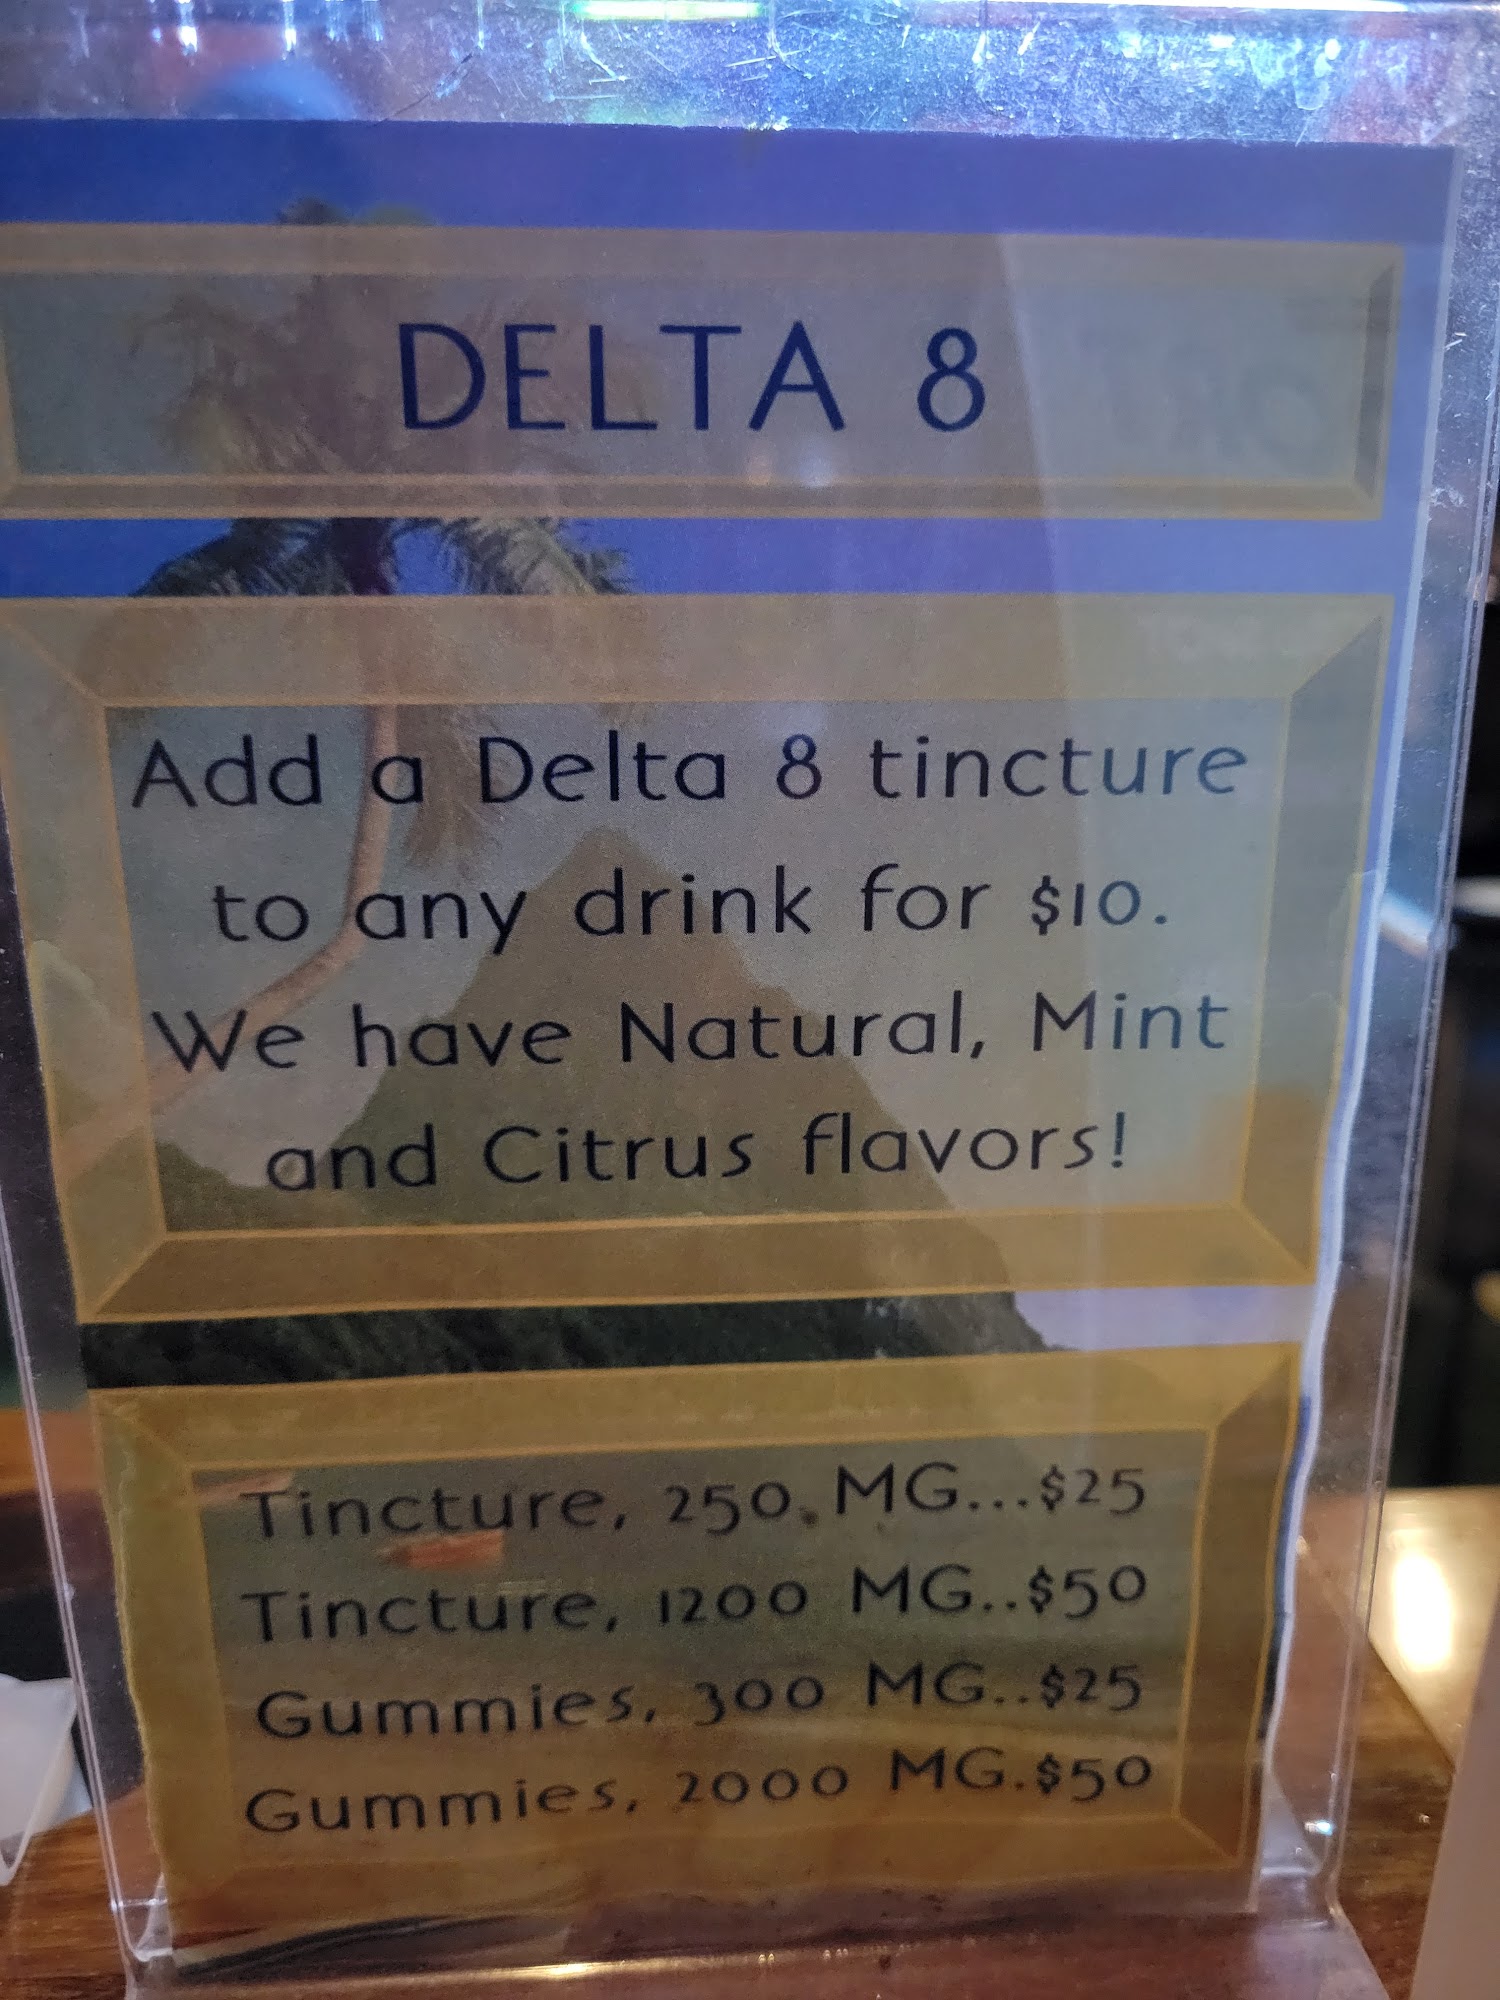 DELTA 8
Add a Delta 8 tincture
to any drink for $10.
We have Natural, Mint
and Citrus flavors!
Tincture, 250 MG...$25
Tincture, 1200 MG..$50
Gummies, 300 MG..$25
Gummies, 2000 MG.$50